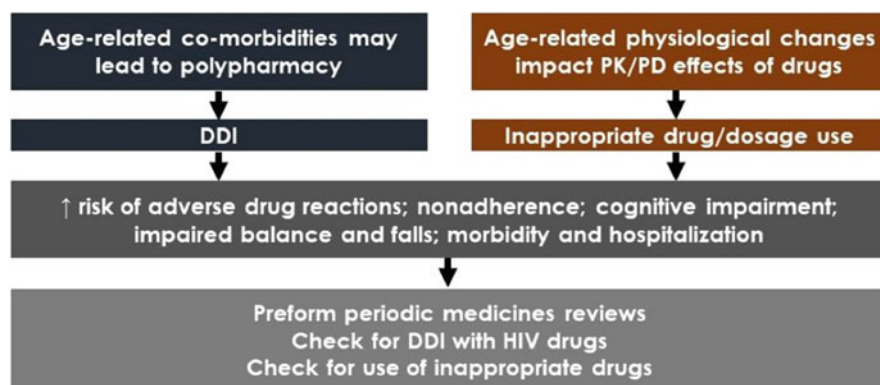 Age-related co-morbidities may
lead to polypharmacy
Age-related physiological changes
impact PK/PD effects of drugs
DDI
Inappropriate drug/dosage use
↑ risk of adverse drug reactions; nonadherence; cognitive impairment;
impaired balance and falls; morbidity and hospitalization
Preform periodic medicines reviews
Check for DDI with HIV drugs
Check for use of inappropriate drugs